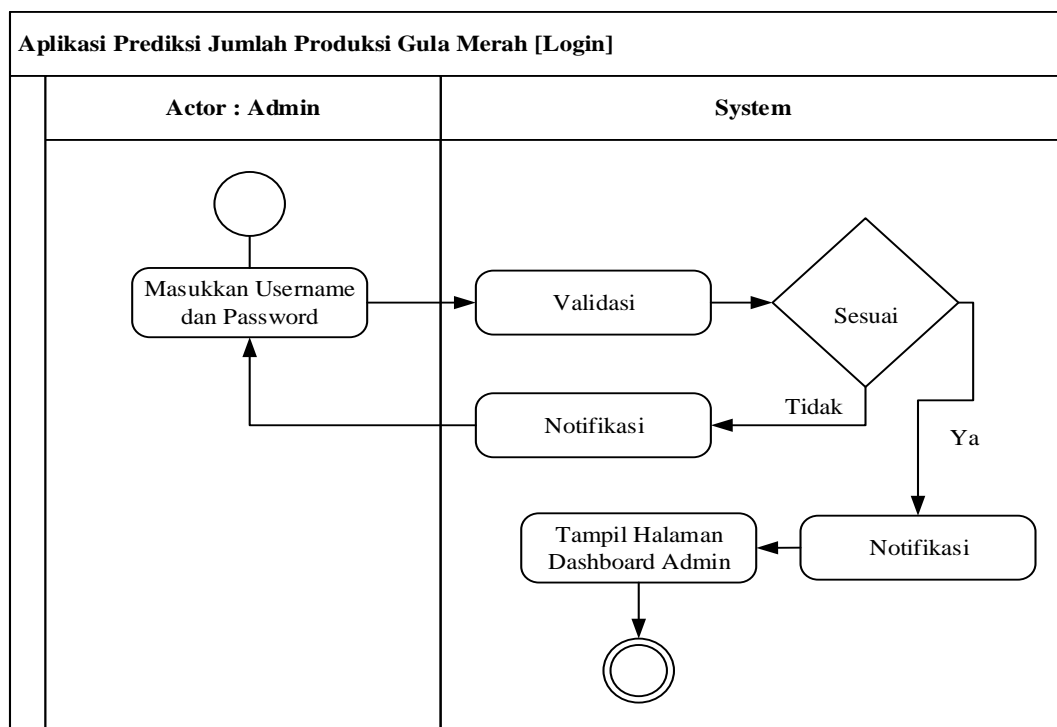 Aplikasi Prediksi Jumlah Produksi Gula Merah [Login]
Actor : Admin
System
Masukkan Username
dan Password
Validasi
Sesuai
Tidak
Notifikasi
Ya
Notifikasi
Tampil Halaman
Dashboard Admin